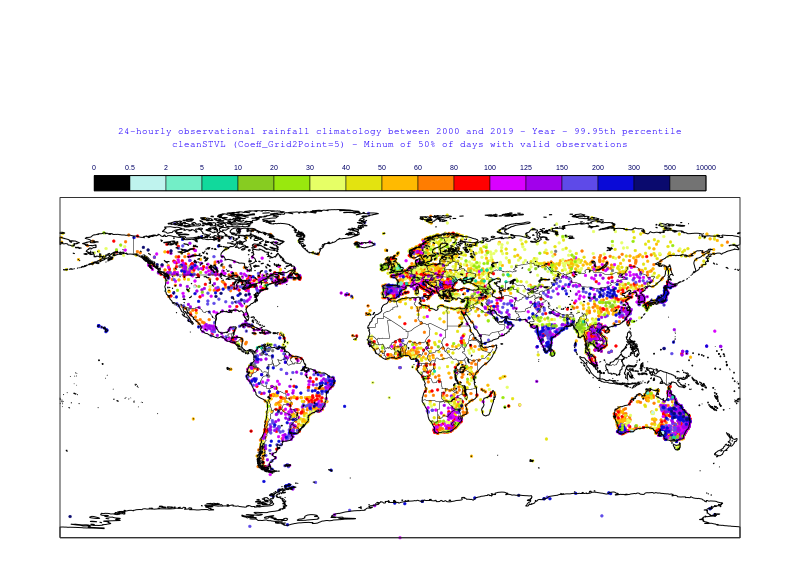 24-hourly observational rainfall climatology between 2000 and 2019 - Year - 99.95th percentile
cleanSTVL (Coeff_Grid2Point=5) - Minum of 50% of days with valid observations
0 0.5 2 5 10 20 30 40 60 80 100 125 150 200 300 500 10000